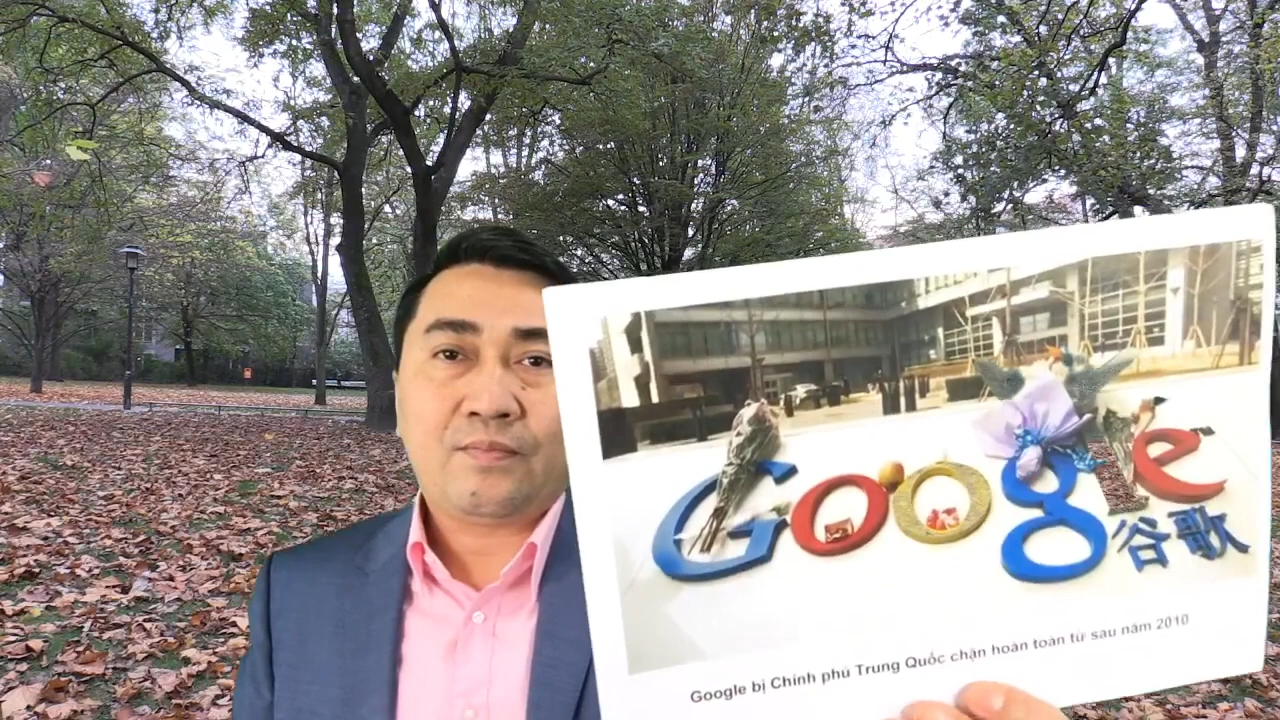 Google
谷歌
Google bị Chính phủ Trung Quốc chặn hoàn toàn từ sau năm 2010